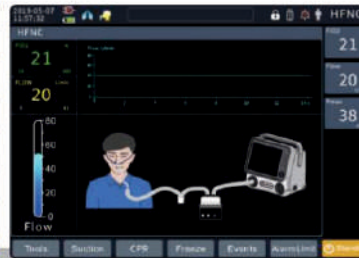 2019-05-07
11:57:32
HFNC
HFNC
21
21
FLOW
20
Flow
20
38
80
60
40
20
0
Flow
Tools Suction CPR Freeze Events Alarm Limit